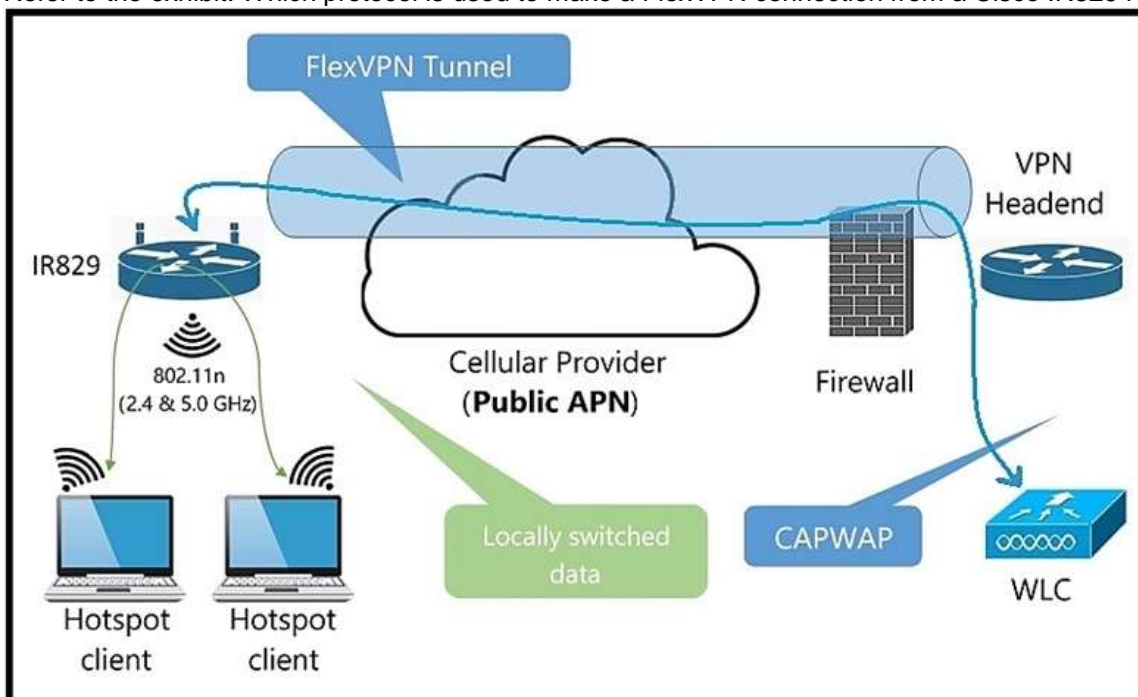 FlexVPN Tunnel
VPN
Headend
IR829
802.11n
(2.4 & 5.0 GHz)
Cellular Provider
(Public APN)
Firewall
Locally switched
data
CAPWAP
WLC
Hotspot
client
Hotspot
client